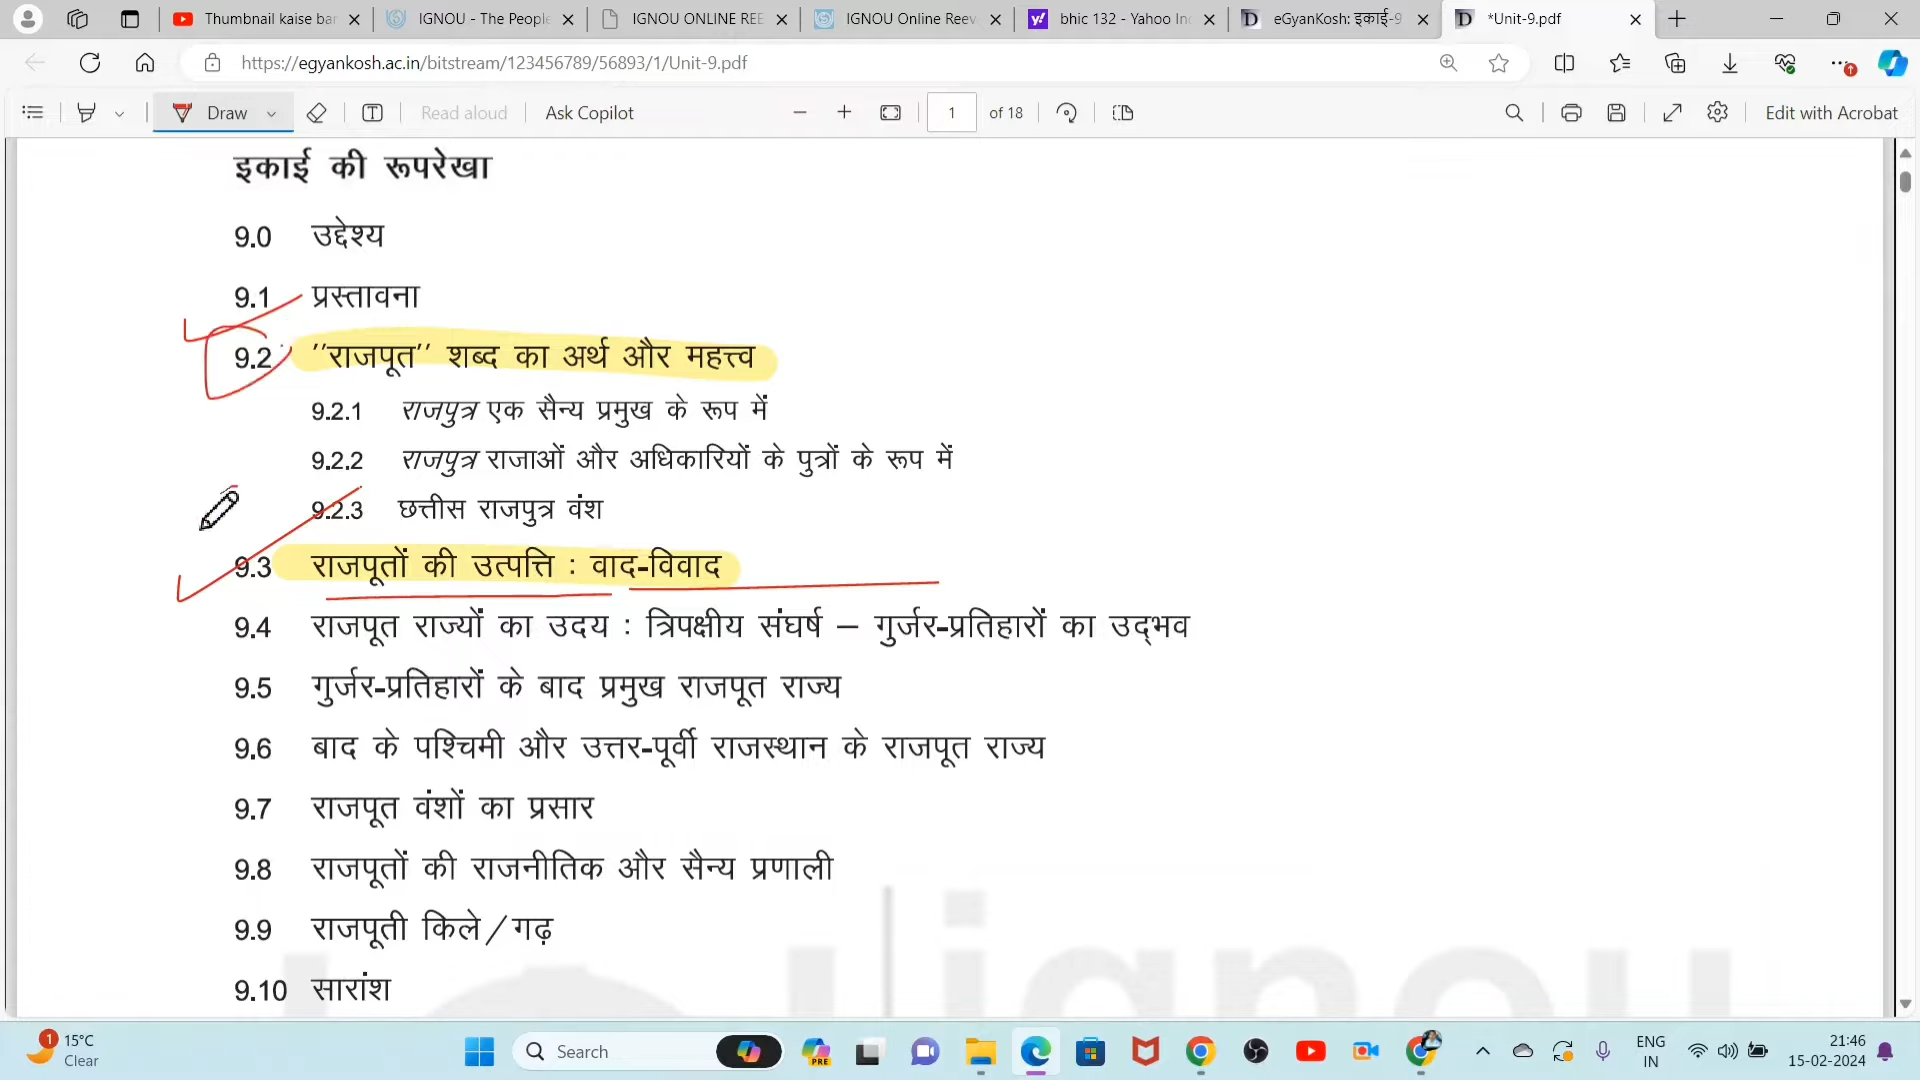 Thumbnail kaise bar
IGNOU - The People
IGNOU ONLINE REE
IGNOU Online Reev
bhic 132 - Yahoo In
eGyanKosh: इकाई-9
*Unit-9.pdf
https://egyankosh.ac.in/bitstream/123456789/56893/1/Unit-9.pdf
Draw
Read aloud
Ask Copilot
1
of 18
Edit with Acrobat
इकाई की रूपरेखा
9.0 उद्देश्य
9.1 प्रस्तावना
9.2 ''राजपूत'' शब्द का अर्थ और महत्त्व
9.2.1 राजपुत्र एक सैन्य प्रमुख के रूप में
9.2.2 राजपुत्र राजाओं और अधिकारियों के पुत्रों के रूप में
9.2.3 छत्तीस राजपुत्र वंश
9.3 राजपूतों की उत्पत्ति : वाद-विवाद
9.4 राजपूत राज्यों का उदय : त्रिपक्षीय संघर्ष – गुर्जर-प्रतिहारों का उद्भव
9.5 गुर्जर-प्रतिहारों के बाद प्रमुख राजपूत राज्य
9.6 बाद के पश्चिमी और उत्तर-पूर्वी राजस्थान के राजपूत राज्य
9.7 राजपूत वंशों का प्रसार
9.8 राजपूतों की राजनीतिक और सैन्य प्रणाली
9.9 राजपूती किले/गढ़
9.10 सारांश
ignou
1
15°C
Clear
Search
PRE
ENG
IN
21:46
15-02-2024